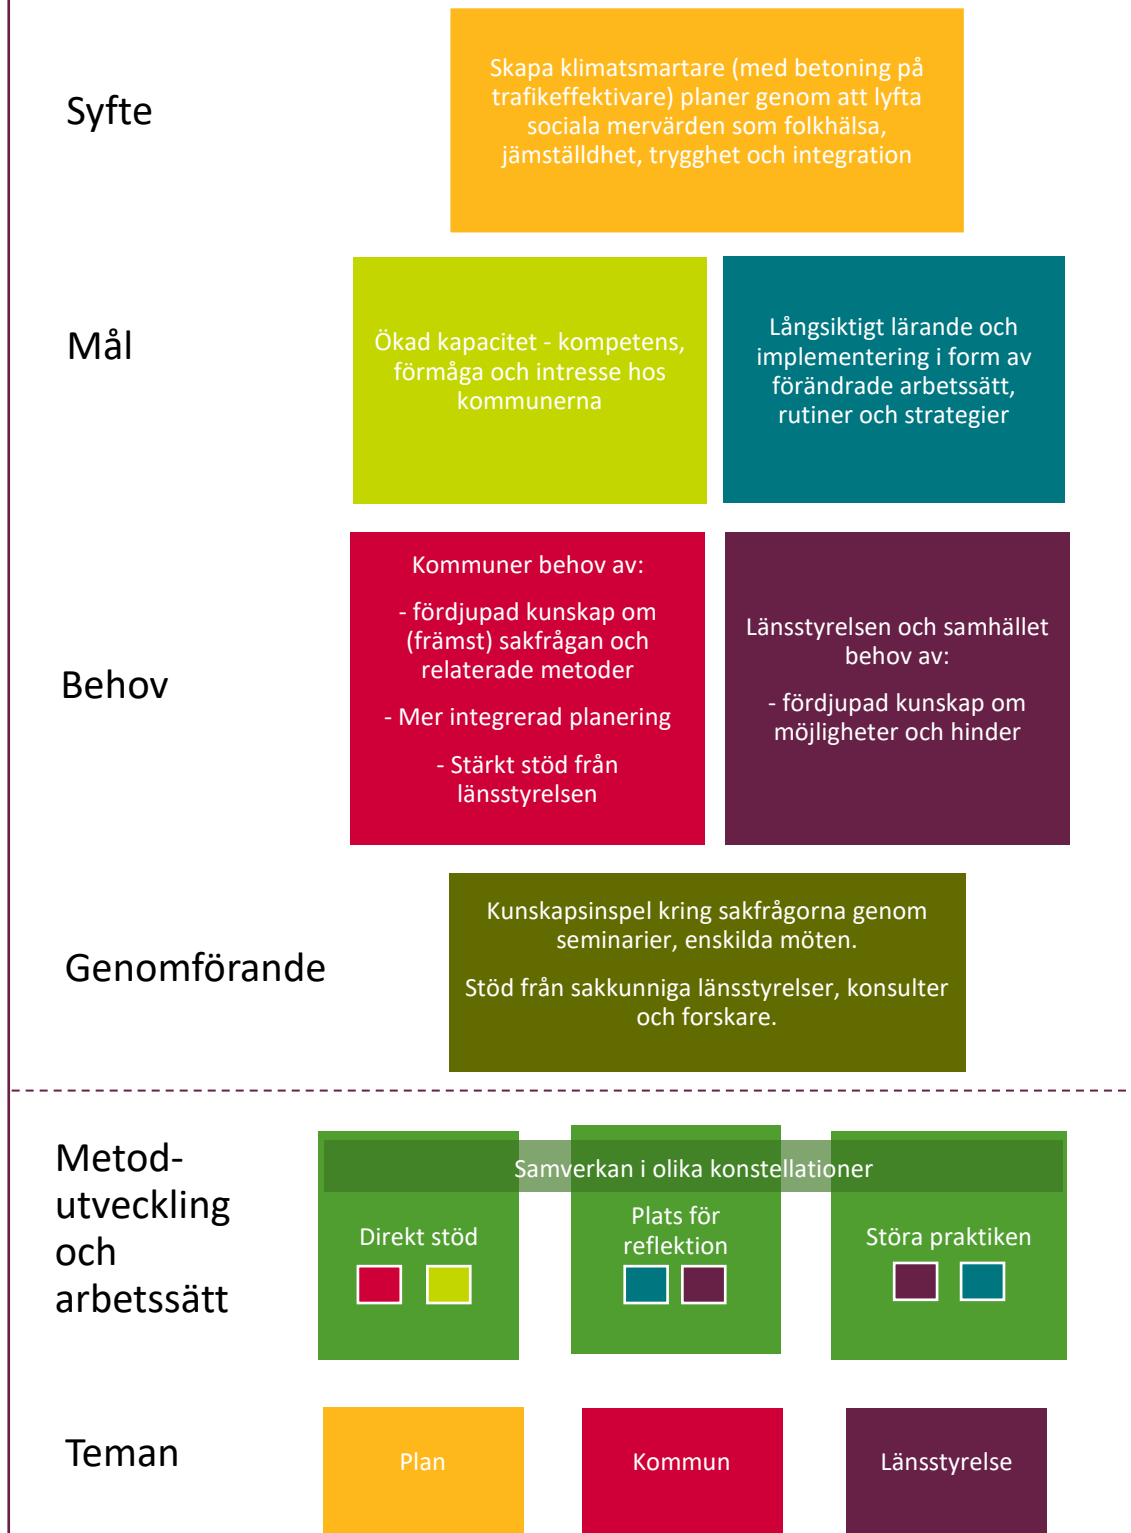 Syfte
Skapa klimatsmartare (med betoning på
trafikeffektivare) planer genom att lyfta
sociala mervärden som folkhälsa,
jämställdhet, trygghet och integration
Mål
Ökad kapacitet - kompetens,
förmåga och intresse hos
kommunerna
Långsiktigt lärande och
implementering i form av
förändrade arbetssätt,
rutiner och strategier
Behov
Kommuner behov av:
- fördjupad kunskap om
(främst) sakfrågan och
relaterade metoder
- Mer integrerad planering
- Stärkt stöd från
länsstyrelsen
Länsstyrelsen och samhället
behov av:
- fördjupad kunskap om
möjligheter och hinder
Genomförande
Kunskapsinspel kring sakfrågorna genom
seminarier, enskilda möten.
Stöd från sakkunniga länsstyrelser, konsulter
och forskare.
Metod-
utveckling
och
arbetssätt
Samverkan i olika konstellationer
Direkt stöd
Plats för
reflektion
Störa praktiken
Teman
Plan
Kommun
Länsstyrelse